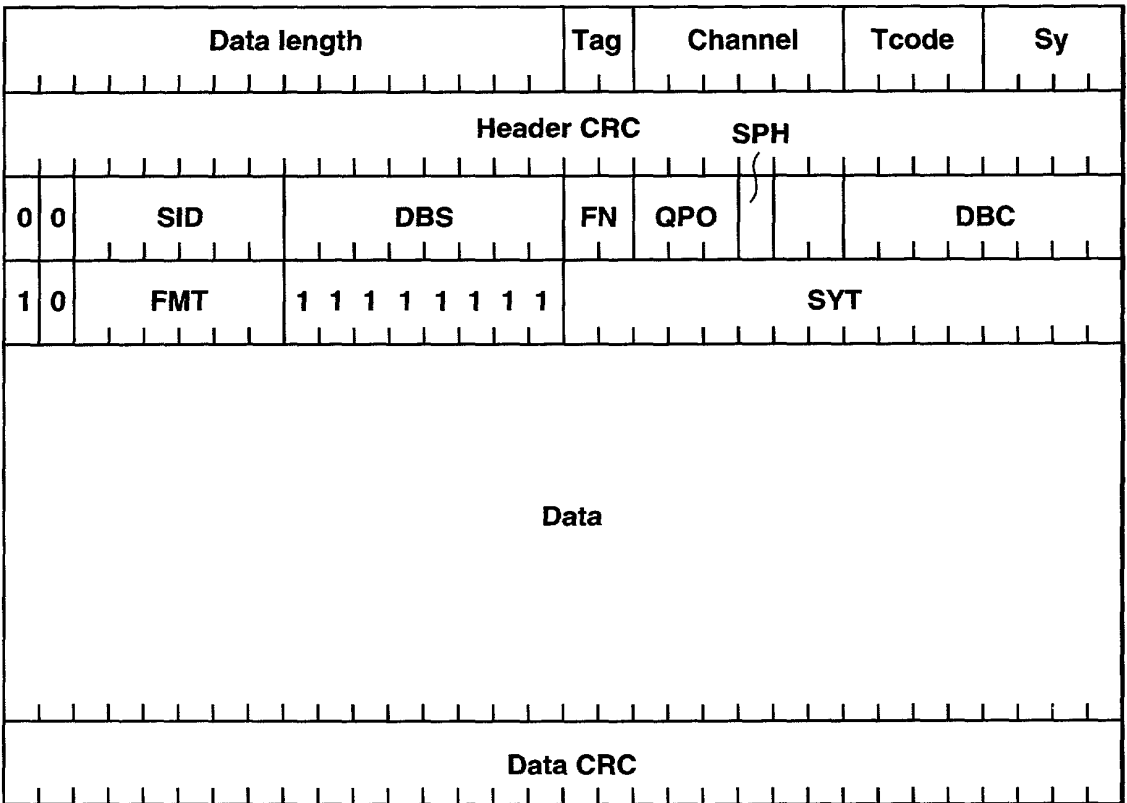 Data length Tag Channel Tcode Sy
Header CRC SPH
0 0 SID DBS FN QPO DBC
1 0 FMT 1 1 1 1 1 1 1 1 SYT
Data
Data CRC